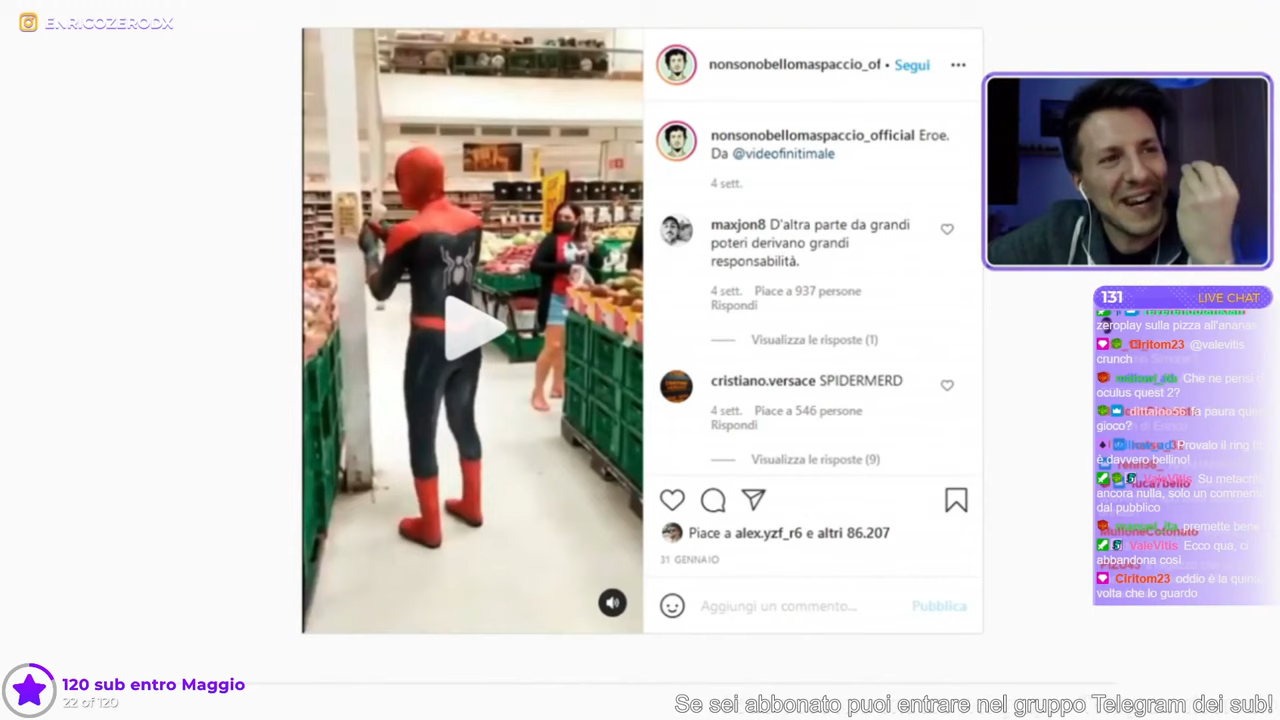 ENRICOZERODX
nonsonobellomaspaccio_of • Segui
nonsonobellomaspaccio_official Eroe.
Da @videofinitimale
4 sett.
maxjon8 D'altra parte da grandi
poteri derivano grandi
responsabilità.
4 sett. Piace a 937 persone
Rispondi
Visualizza le risposte (1)
cristiano.versace SPIDERMERD
4 sett. Piace a 546 persone
Rispondi
Visualizza le risposte (9)
Piace a alex.yzf_r6 e altri 86.207
31 GENNAIO
Aggiungi un commento... Pubblica
131 LIVE CHAT
zeroplay sulla pizza all'ananas
Ciritom23 @valevitis
crunch
Che ne pensi
oculus quest 2?
dittaino56 fa paura
gioco?
Provalo il ring
è davvero bellino!
ValeVitis Su
ancora nulla, solo un
dal pubblico
premette bene
ValeVitis Ecco qua, ci
abbandona così
Ciritom23 oddio è la
volta che lo guardo
120 sub entro Maggio
22 of 120
Se sei abbonato puoi entrare nel gruppo Telegram dei sub!